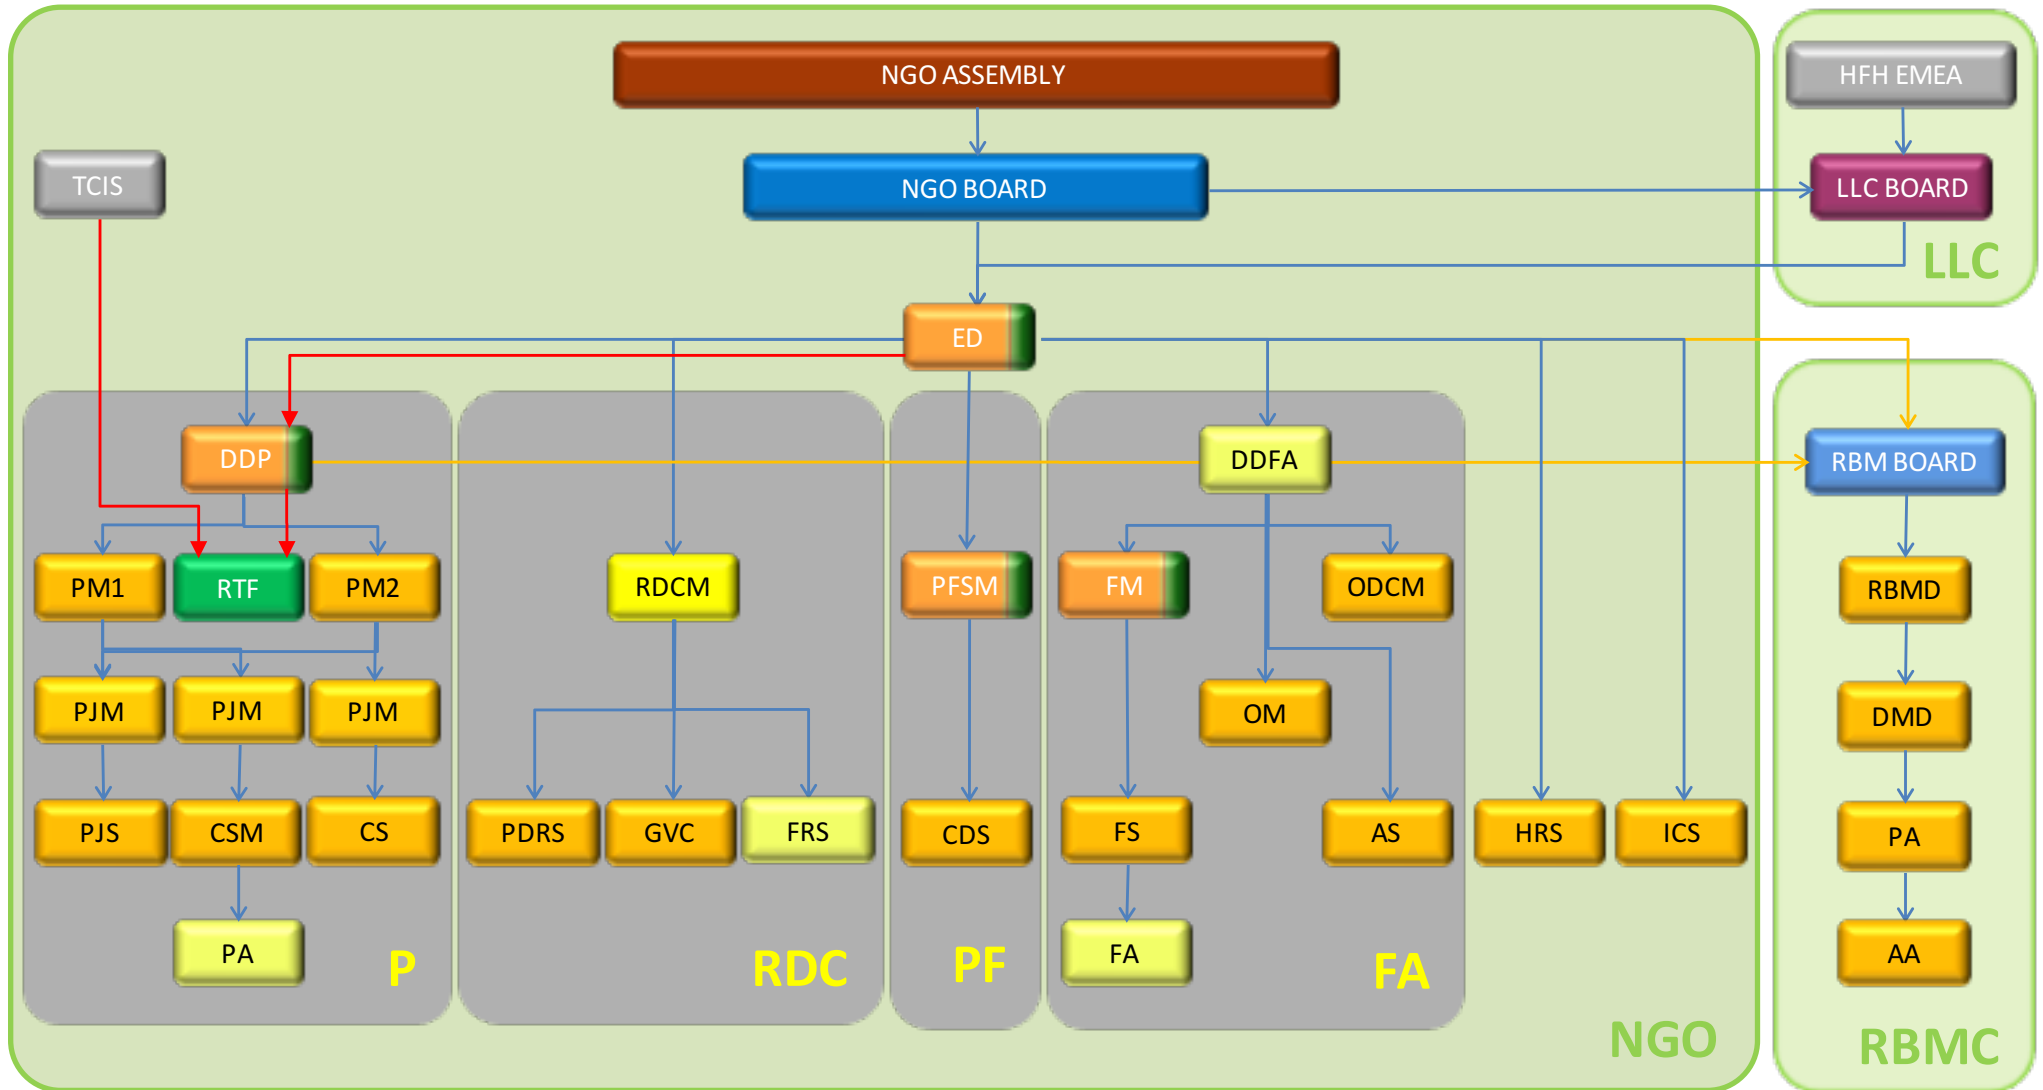 NGO ASSEMBLY
HFH EMEA
TCIS
NGO BOARD
LLC BOARD
LLC
ED
DDP
DDFA
RBM BOARD
PM1
RTF
PM2
RDCM
PFSM
FM
ODCM
RBMD
PJM
PJM
PJM
OM
DMD
PJS
CSM
CS
PDRS
GVC
FRS
CDS
FS
AS
HRS
ICS
PA
PA
FA
AA
P
RDC
PF
FA
NGO
RBMC